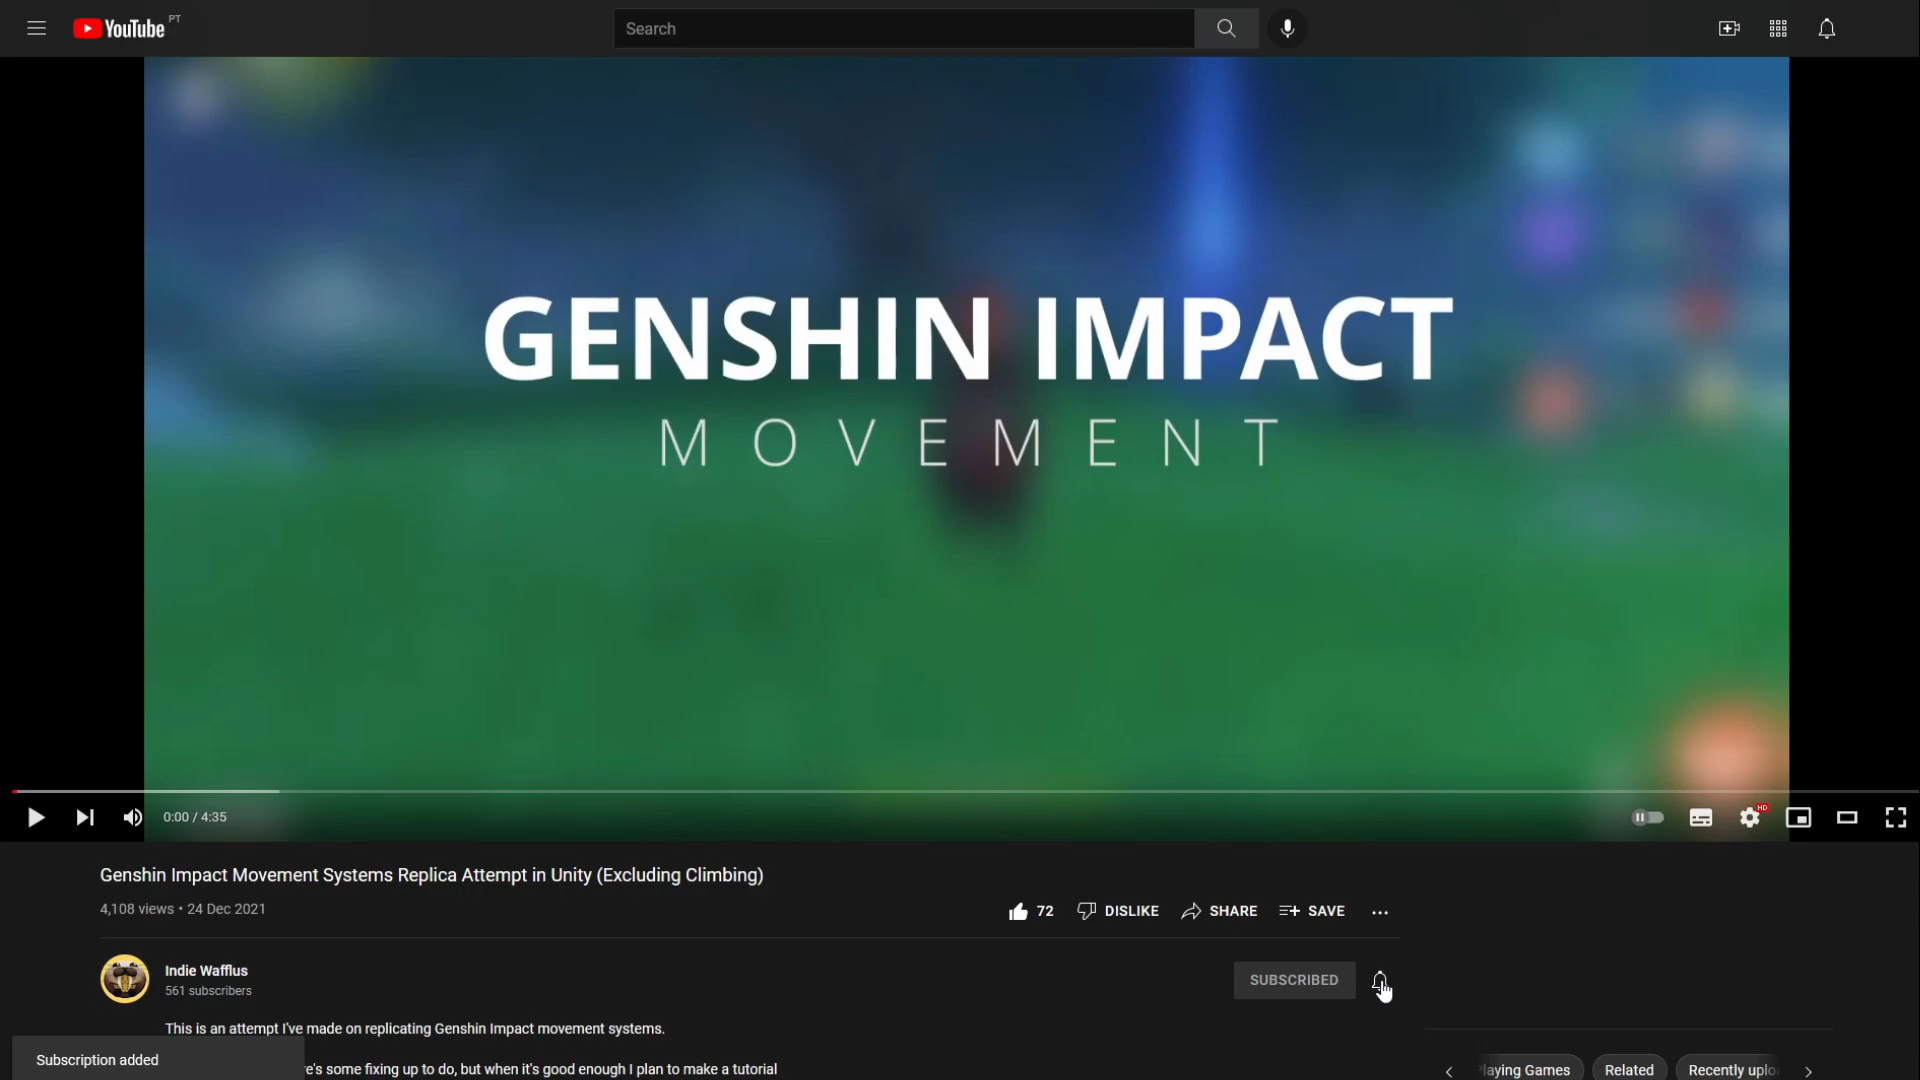 YouTube PT
Search
GENSHIN IMPACT
MOVEMENT
0:00 / 4:35
HD
Genshin Impact Movement Systems Replica Attempt in Unity (Excluding Climbing)
4,108 views • 24 Dec 2021
72 DISLIKE SHARE SAVE
Indie Wafflus
561 subscribers
SUBSCRIBED
This is an attempt I've made on replicating Genshin Impact movement systems.
Subscription added
're's some fixing up to do, but when it's good enough I plan to make a tutorial
Playing Games Related Recently uplo